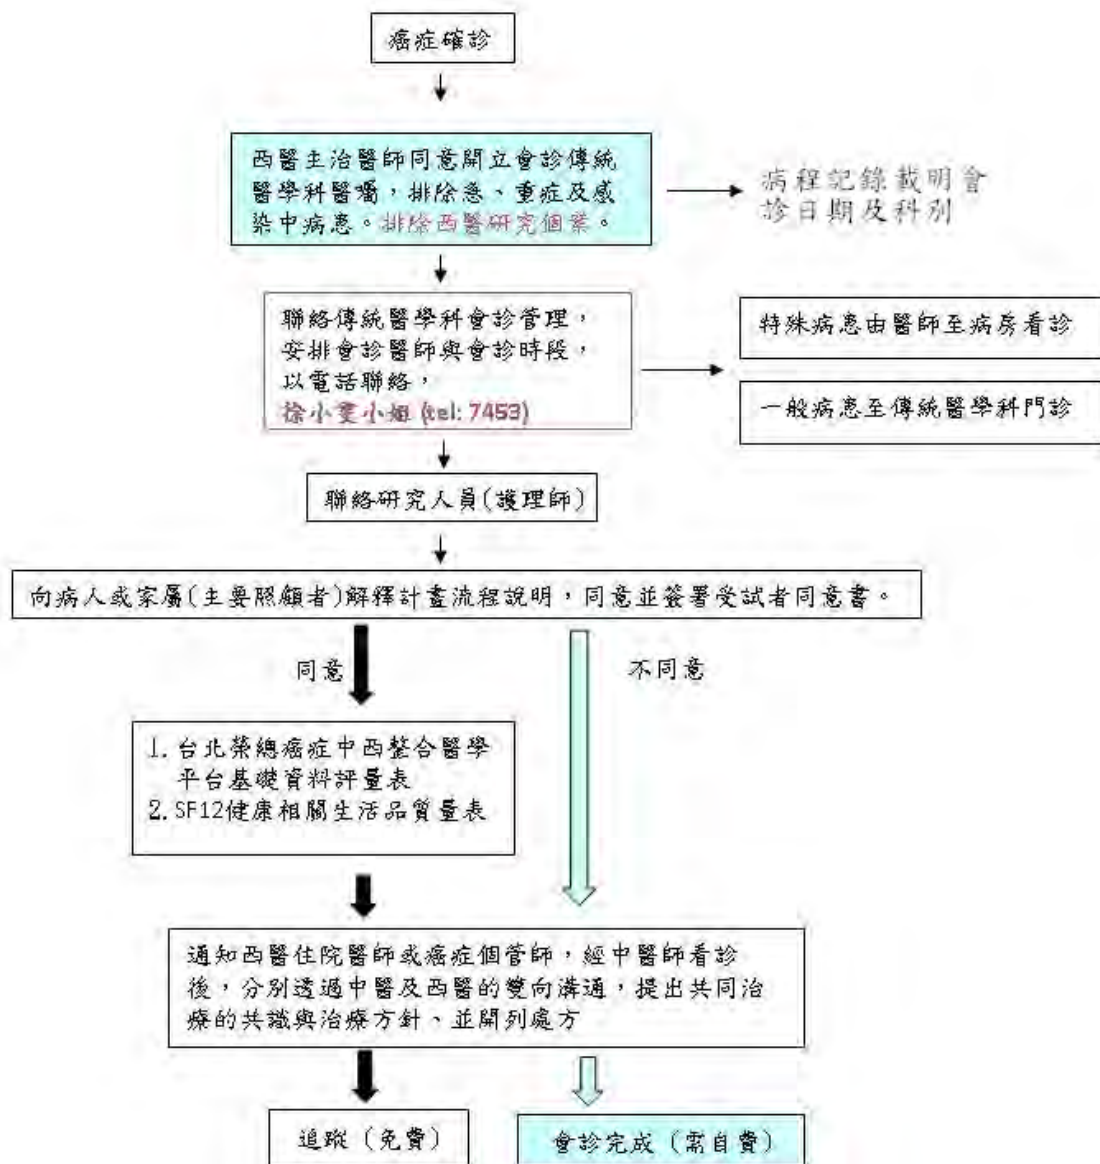 癌症確診
西醫主治醫師同意開立會診傳統
醫學科醫囑，排除急、重症及感
染中病患。排除西醫研究個案。
病程記錄載明會
診日期及科別
聯絡傳統醫學科會診管理，
安排會診醫師與會診時段，
以電話聯絡，
徐小雯小姐 (tel: 7453)
特殊病患由醫師至病房看診
一般病患至傳統醫學科門診
聯絡研究人員(護理師)
向病人或家屬(主要照顧者)解釋計畫流程說明，同意並簽署受試者同意書。
同意
不同意
1. 台北榮總癌症中西整合醫學
平台基礎資料評量表
2. SF12健康相關生活品質量表
通知西醫住院醫師或癌症個管師，經中醫師看診
後，分別透過中醫及西醫的雙向溝通，提出共同治
療的共識與治療方針、並開列處方
追蹤（免費）
會診完成（需自費）